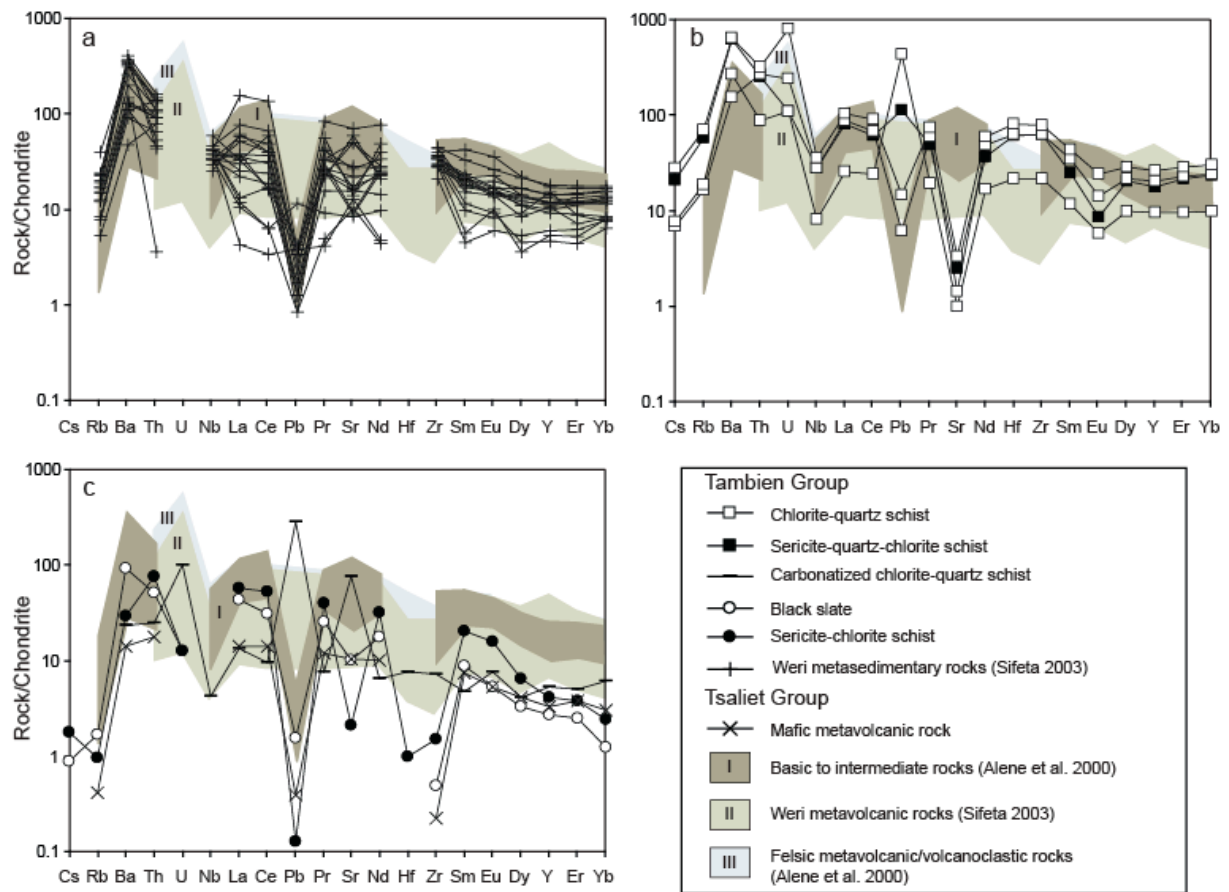 a
1000
100
10
1
0.1
Rock/Chondrite
III
II
I
Cs Rb Ba Th U Nb La Ce Pb Pr Sr Nd Hf Zr Sm Eu Dy Y Er Yb
b
1000
100
10
1
0.1
III
II
I
Cs Rb Ba Th U Nb La Ce Pb Pr Sr Nd Hf Zr Sm Eu Dy Y Er Yb
c
1000
100
10
1
0.1
Rock/Chondrite
III
II
I
Cs Rb Ba Th U Nb La Ce Pb Pr Sr Nd Hf Zr Sm Eu Dy Y Er Yb
Tambien Group
Chlorite-quartz schist
Sericite-quartz-chlorite schist
Carbonatized chlorite-quartz shist
Black slate
Sericite-chlorite schist
Weri metasedimentary rocks (Sifeta 2003)
Tsaliet Group
Mafic metavolcanic rock
I Basic to intermediate rocks (Alene et al. 2000)
II Weri metavolcanic rocks (Sifeta 2003)
III Felsic metavolcanic/volcanoclastic rocks
(Alene et al. 2000)